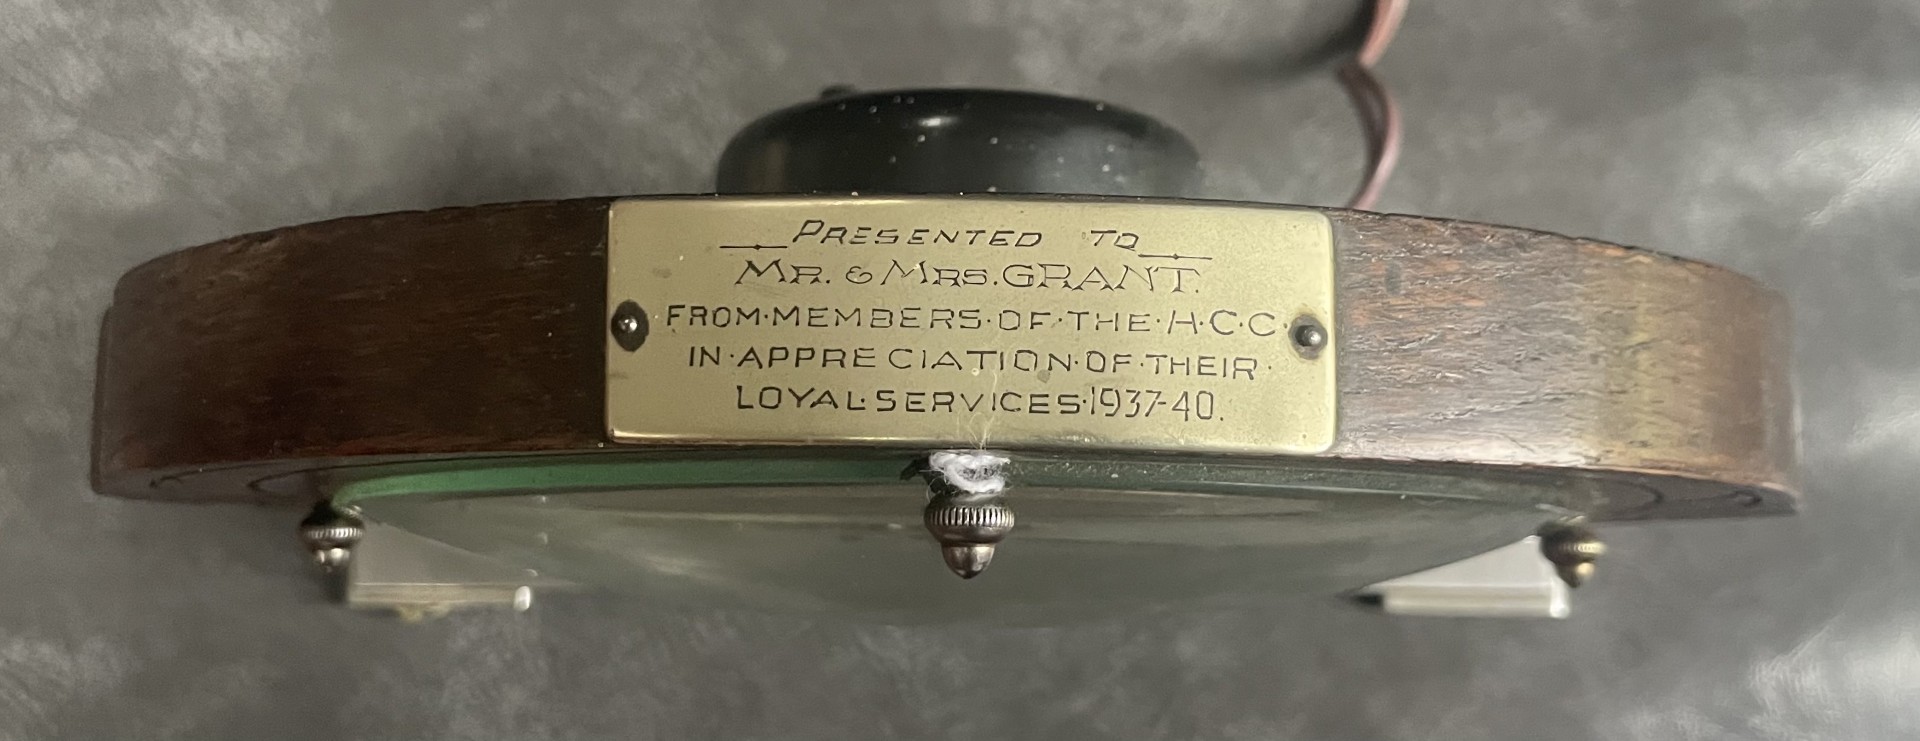 PRESENTED TO
MR. & MRS. GRANT.
FROM·MEMBERS·OF·THE·H·C·C·
IN·APPRECIATION·OF·THEIR·
LOYAL·SERVICES·1937-40.